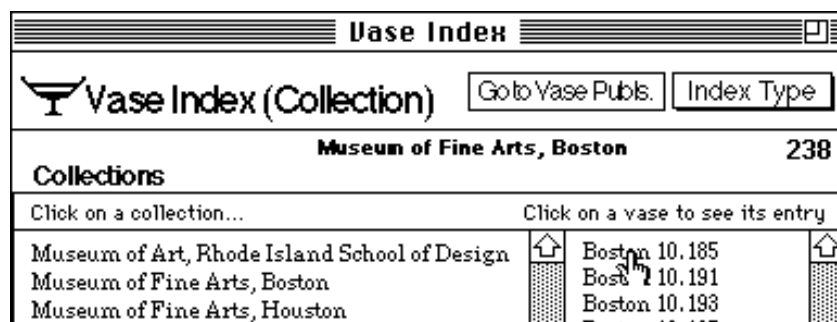 Vase Index
Vase Index (Collection)
Go to Vase Publs.
Index Type
Museum of Fine Arts, Boston
238
Collections
Click on a collection...
Click on a vase to see its entry
Museum of Art, Rhode Island School of Design
Museum of Fine Arts, Boston
Museum of Fine Arts, Houston
Boston 10.185
Bost 10.191
Boston 10.193